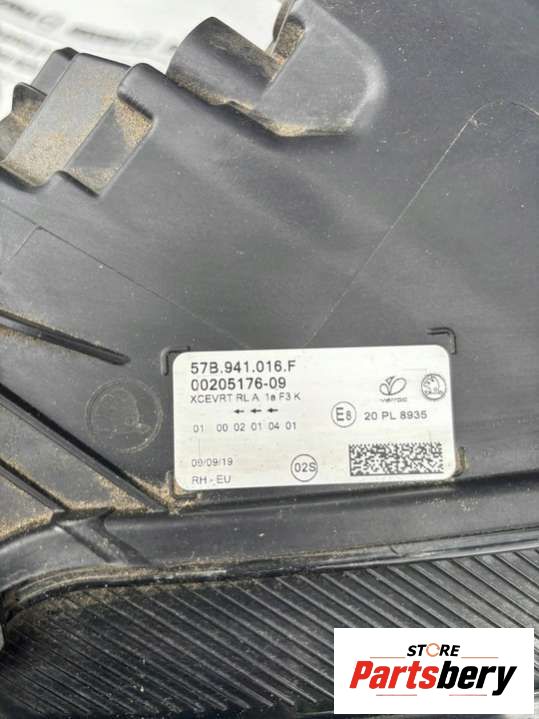 57B.941.016.F
00205176-09
XCEVRT RL A 1a F3 K
01 00 02 01 04 01
E8
20 PL 8935
09/09/19
02S
RH - EU
STORE
Partsbery